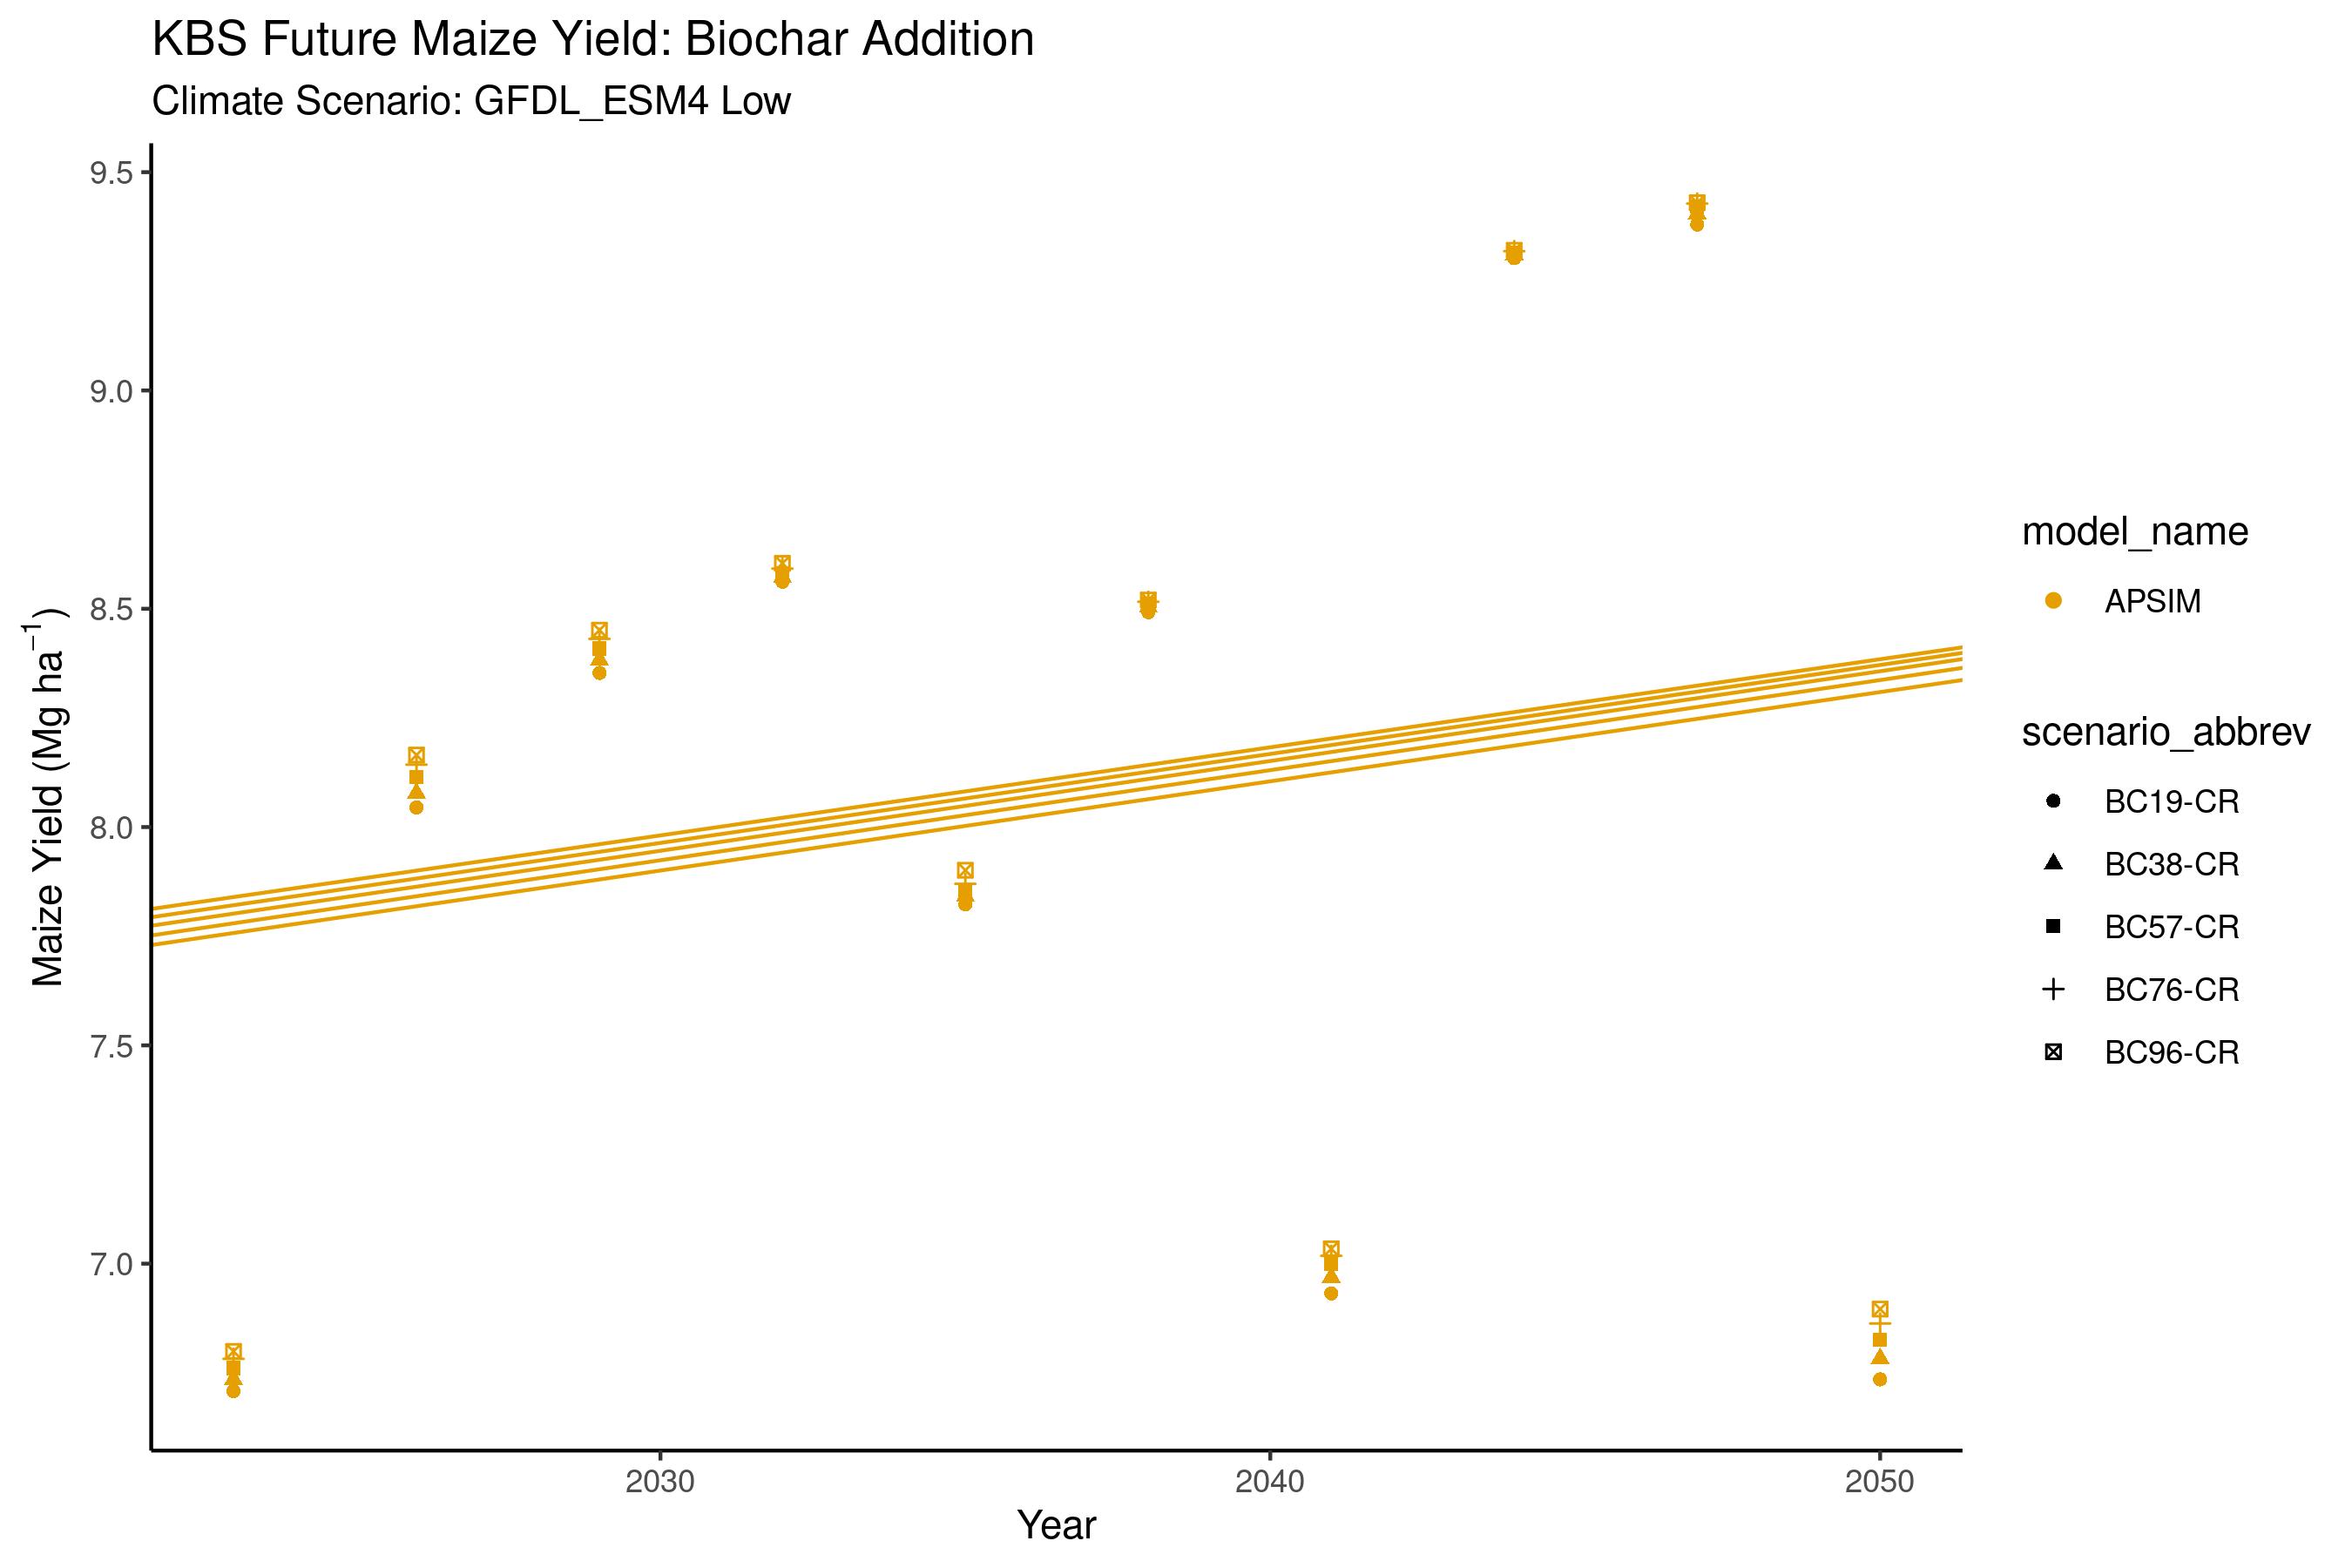 KBS Future Maize Yield: Biochar Addition
Climate Scenario: GFDL_ESM4 Low
Maize Yield (Mg ha⁻¹)
9.5
9.0
8.5
8.0
7.5
7.0
2030
2040
2050
Year
model_name
APSIM
scenario_abbrev
BC19-CR
BC38-CR
BC57-CR
BC76-CR
BC96-CR